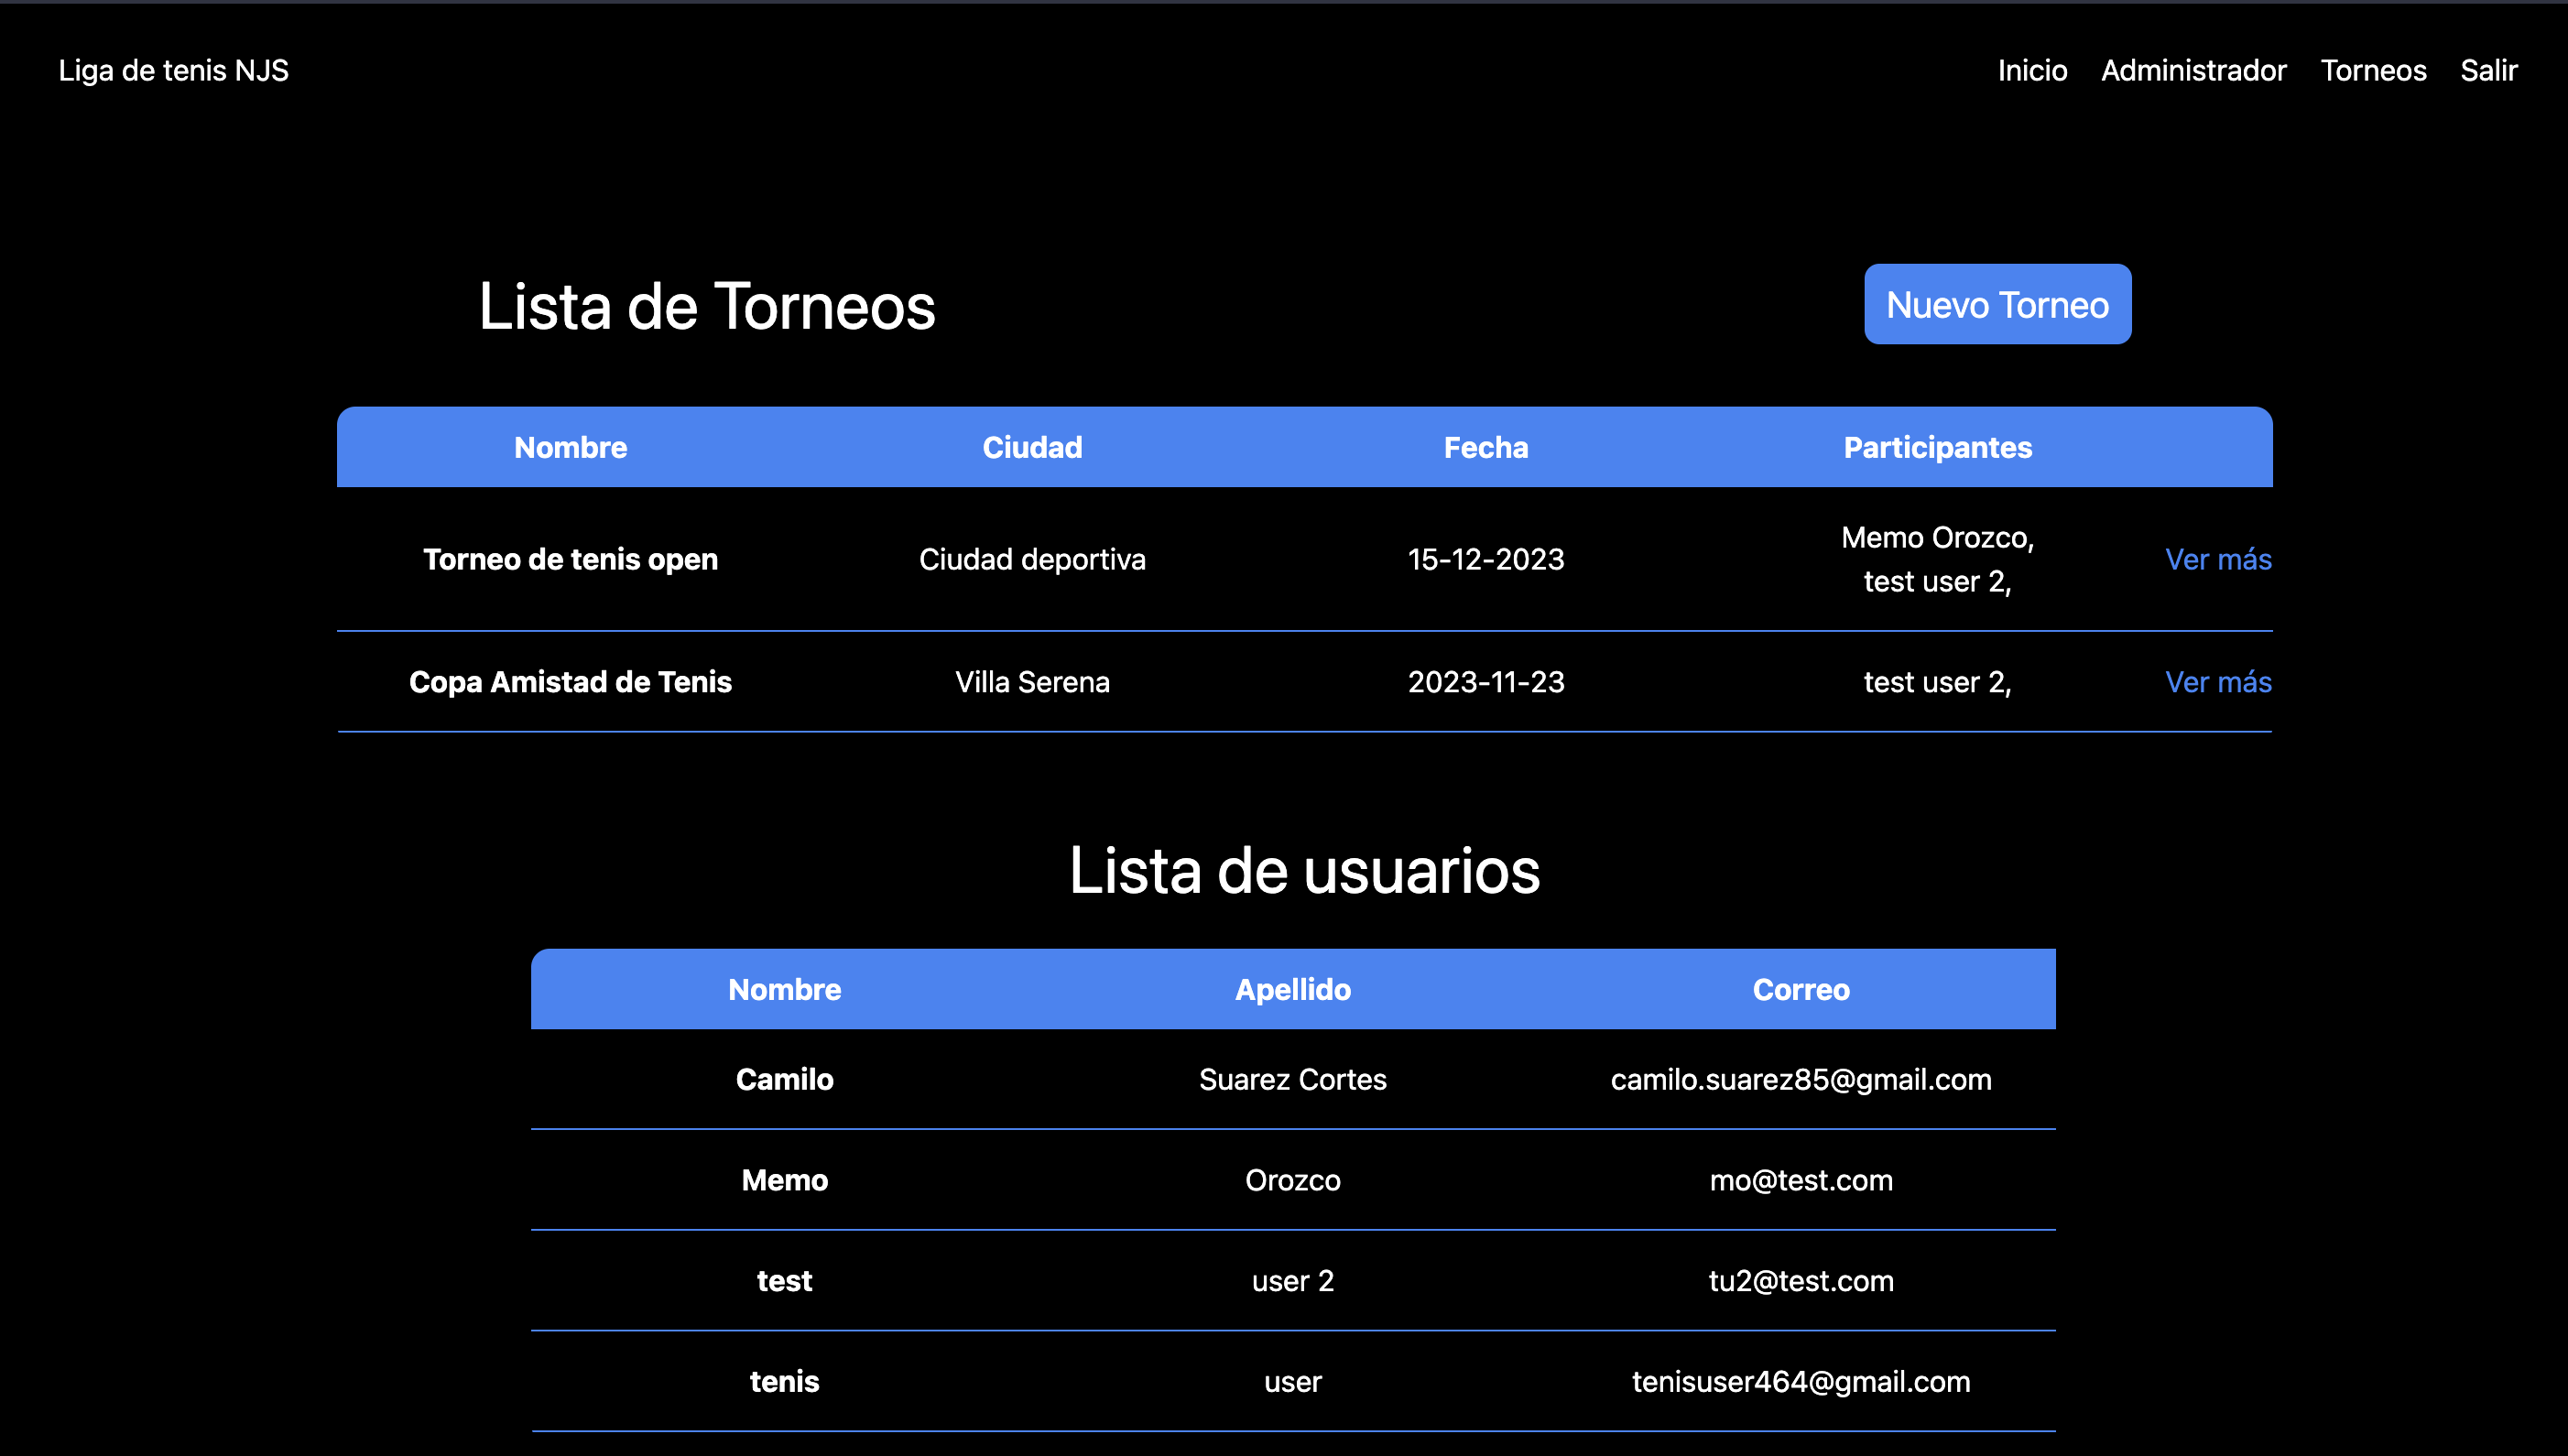 Liga de tenis NJS
Inicio Administrador Torneos Salir
Lista de Torneos
Nuevo Torneo
Nombre Ciudad Fecha Participantes
Torneo de tenis open Ciudad deportiva 15-12-2023 Memo Orozco,
test user 2, Ver más
Copa Amistad de Tenis Villa Serena 2023-11-23 test user 2, Ver más
Lista de usuarios
Nombre Apellido Correo
Camilo Suarez Cortes camilo.suarez85@gmail.com
Memo Orozco mo@test.com
test user 2 tu2@test.com
tenis user tenisuser464@gmail.com